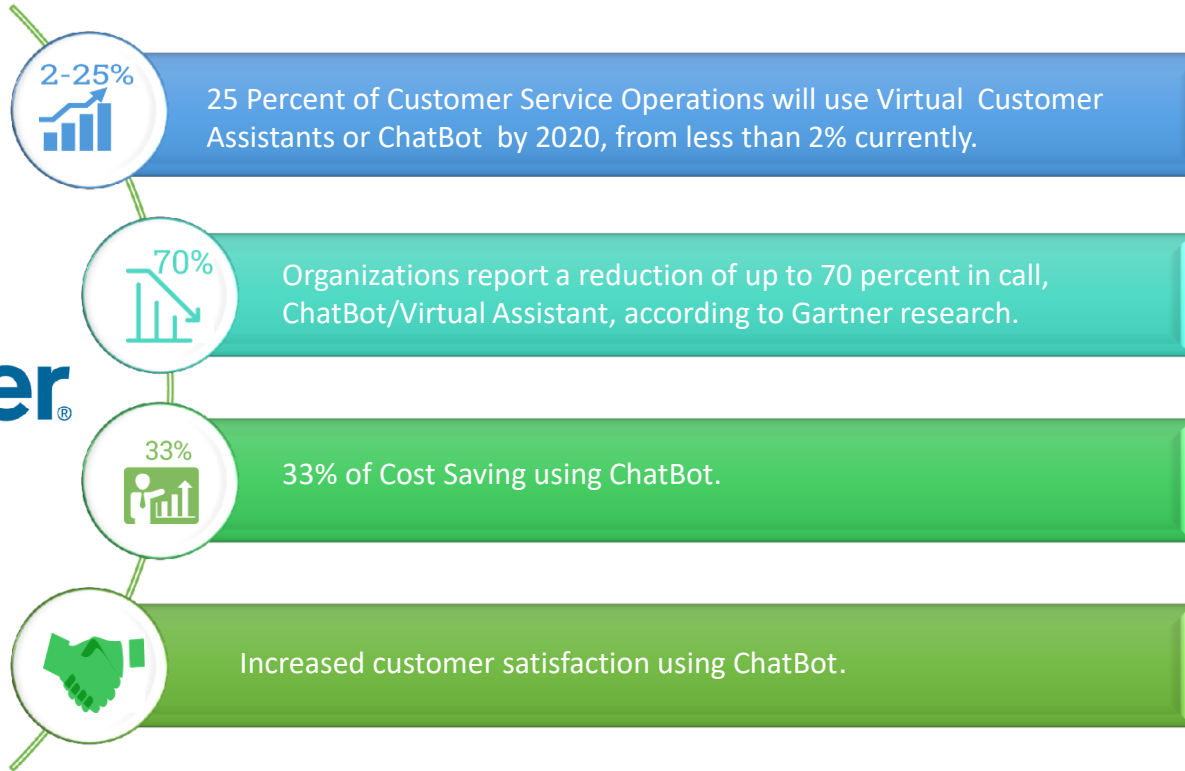 2-25%
25 Percent of Customer Service Operations will use Virtual Customer
Assistants or ChatBot by 2020, from less than 2% currently.
70%
Organizations report a reduction of up to 70 percent in call,
ChatBot/Virtual Assistant, according to Gartner research.
er®
33%
33% of Cost Saving using ChatBot.
Increased customer satisfaction using ChatBot.